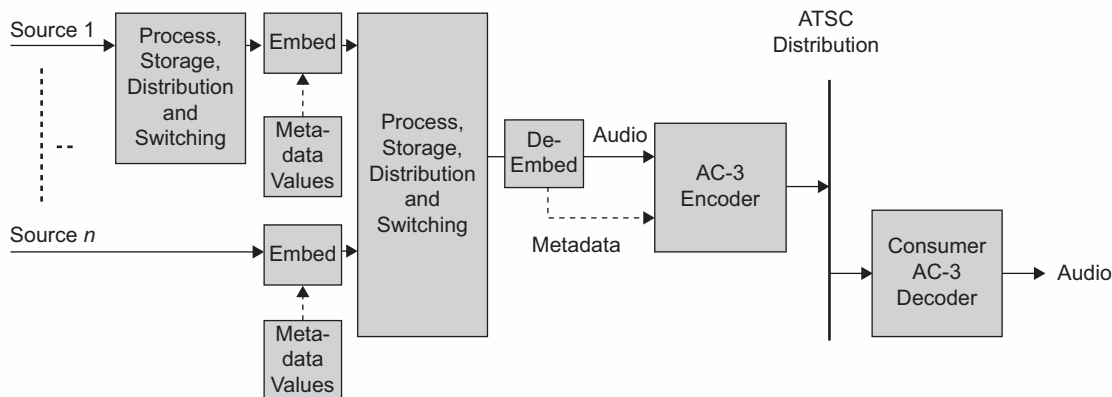 Source 1
Process,
Storage,
Distribution
and
Switching
Embed
Meta-
data
Values
Source n
Embed
Meta-
data
Values
Process,
Storage,
Distribution
and
Switching
De-
Embed
Audio
Metadata
AC-3
Encoder
ATSC
Distribution
Consumer
AC-3
Decoder
Audio